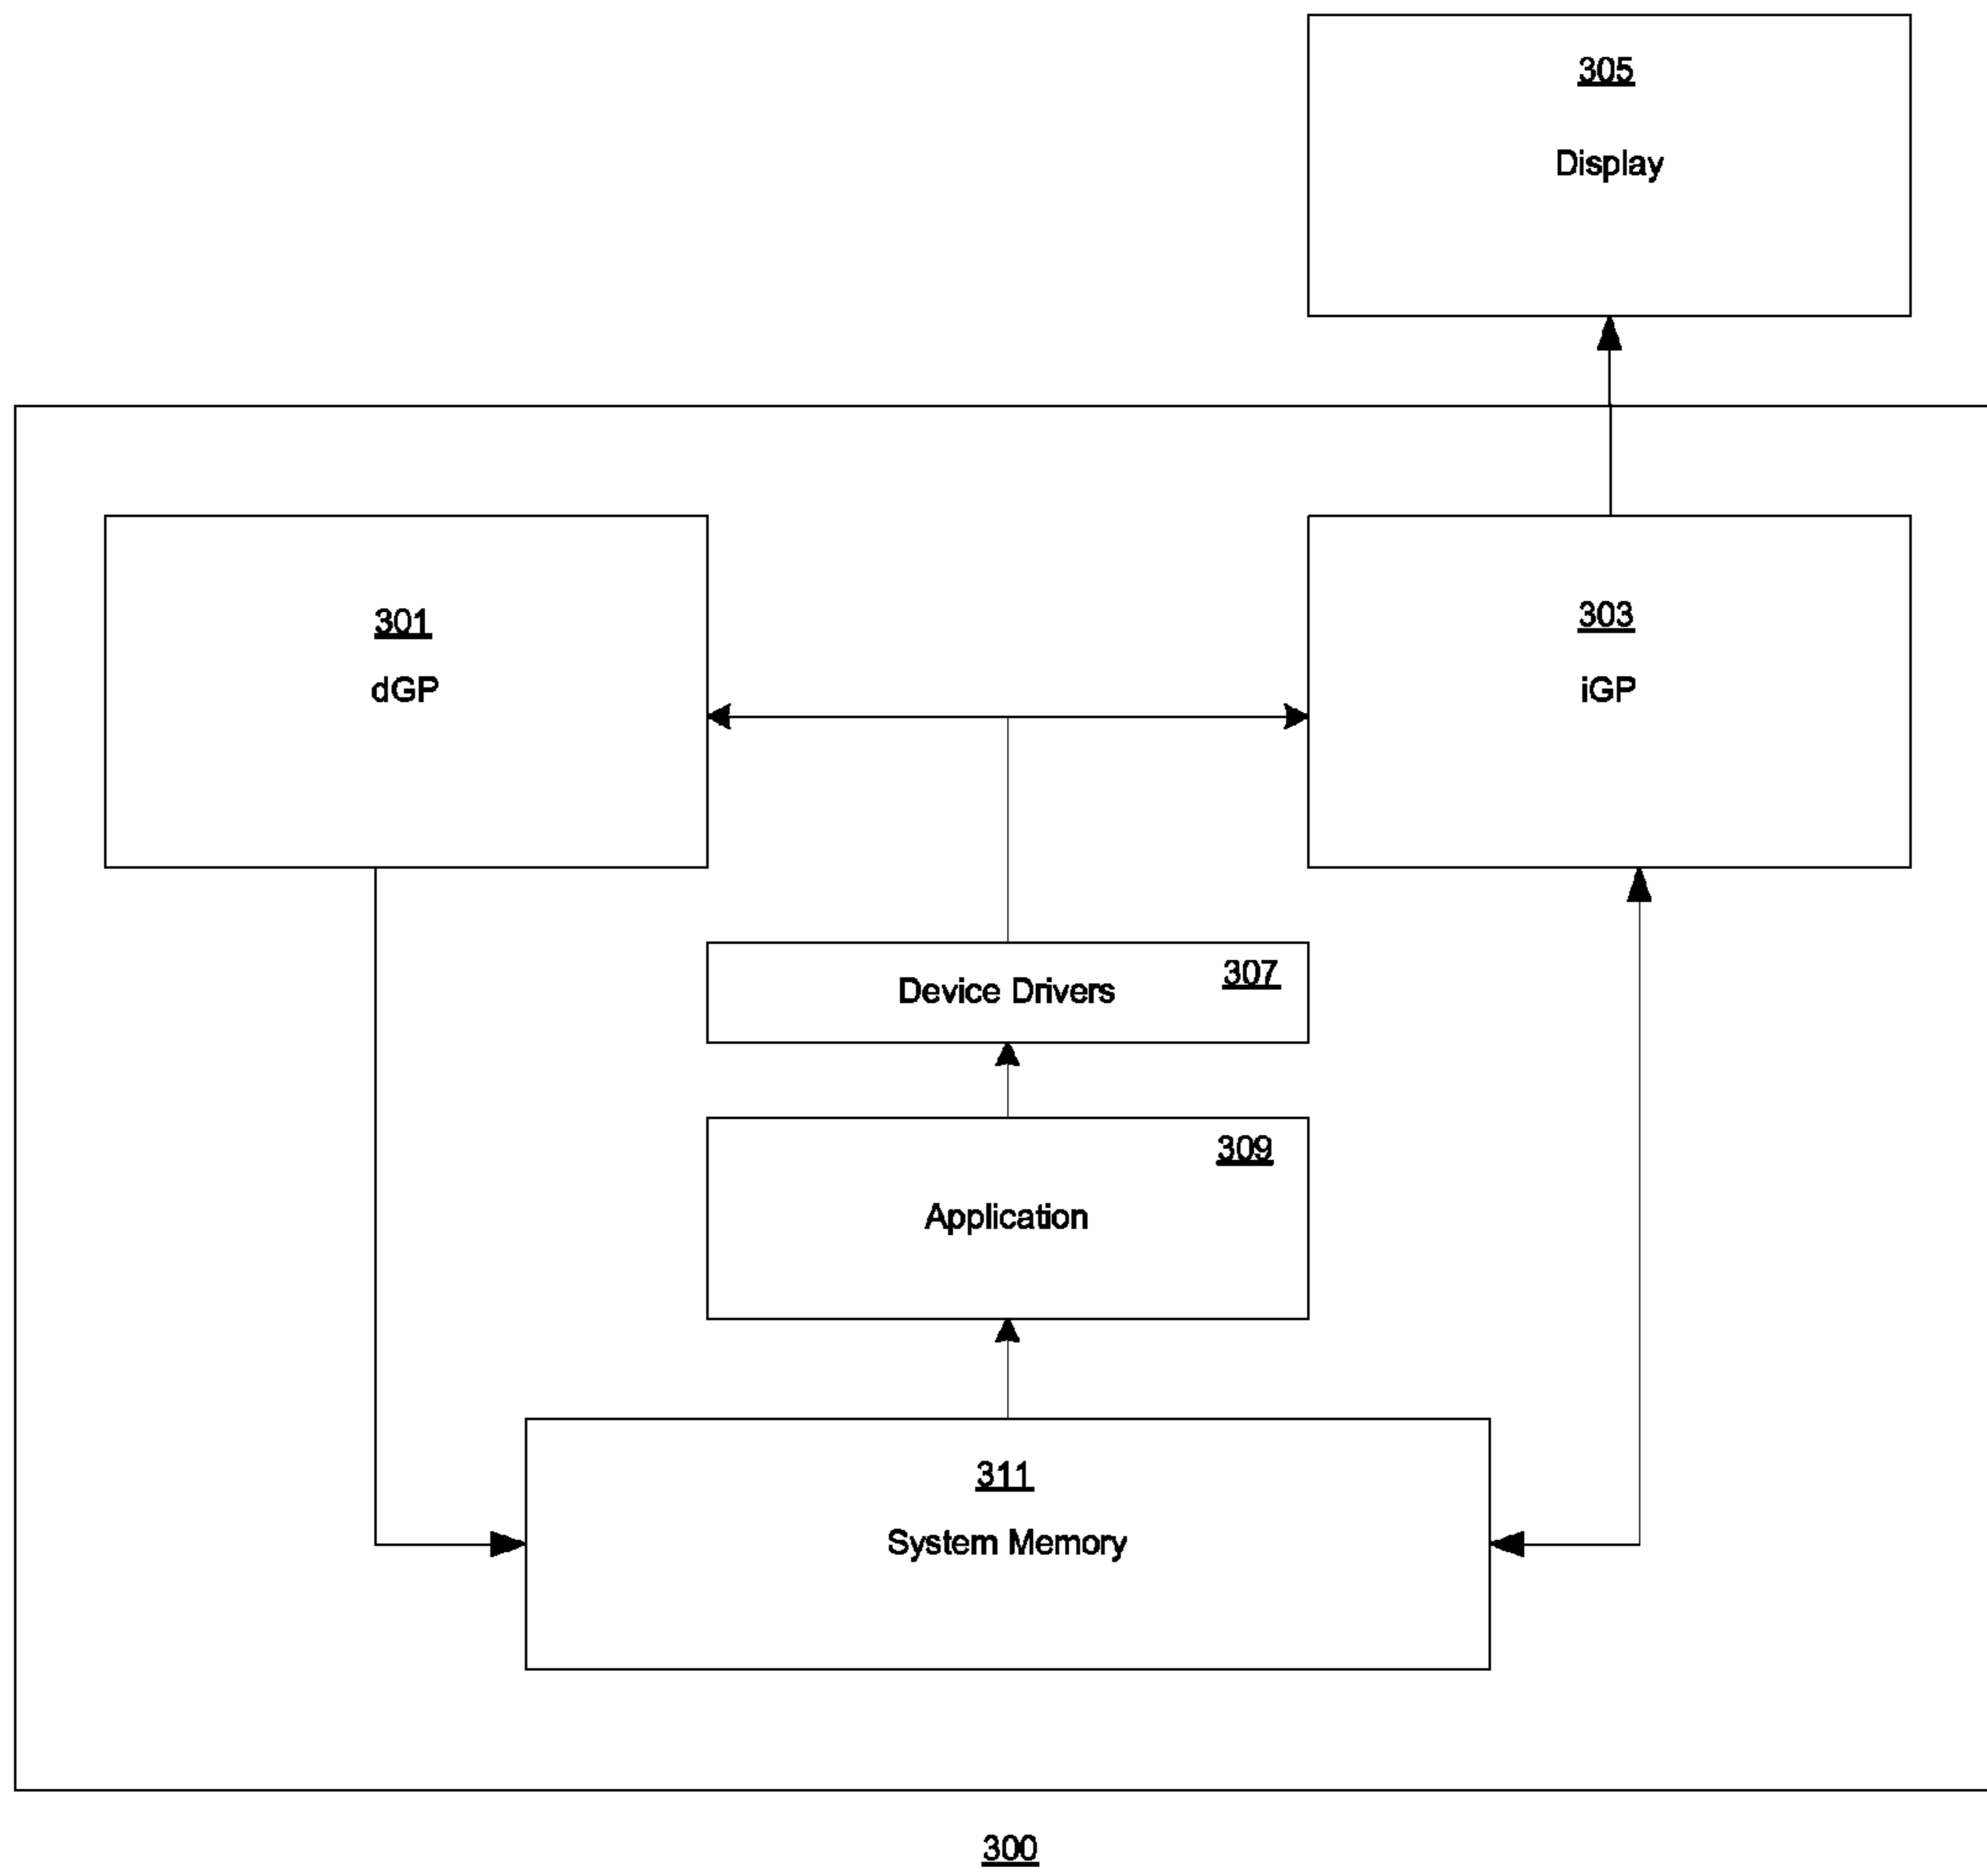 305
Display
301
dGP
303
iGP
307
Device Drivers
309
Application
311
System Memory
300